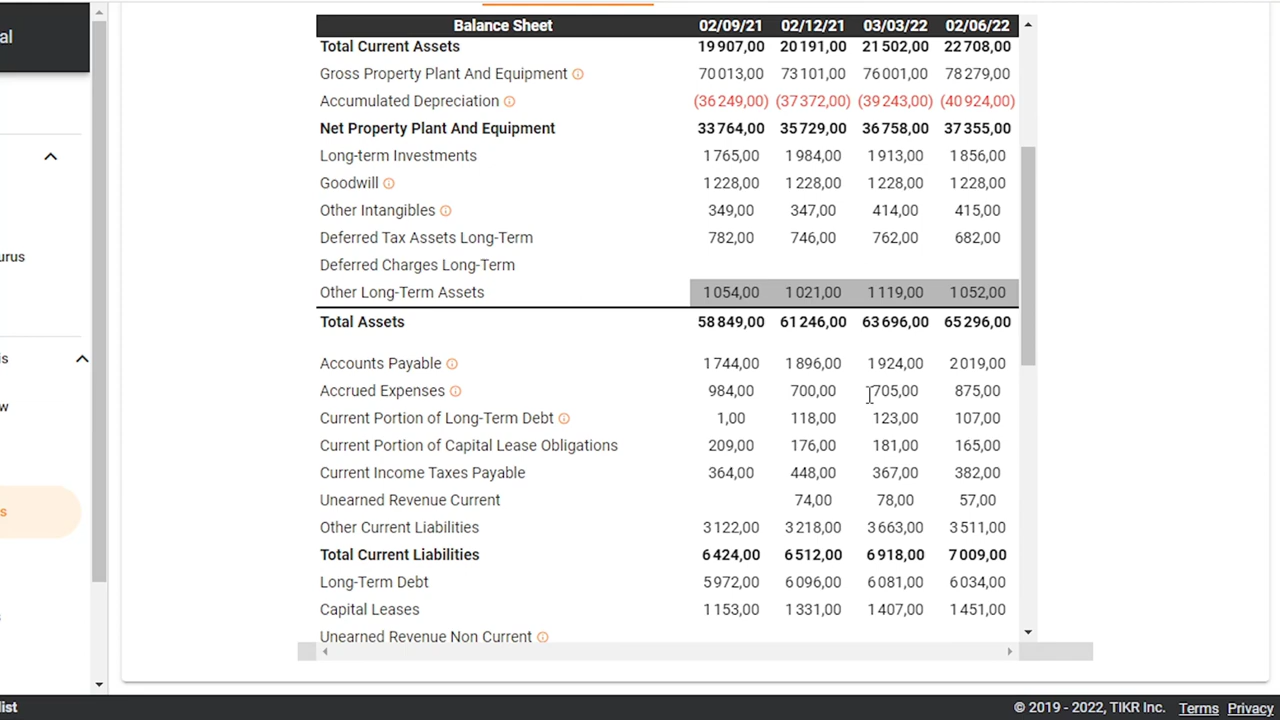 al
Balance Sheet 02/09/21 02/12/21 03/03/22 02/06/22
Total Current Assets 19 907,00 20 191,00 21 502,00 22 708,00
Gross Property Plant And Equipment 70 013,00 73 101,00 76 001,00 78 279,00
Accumulated Depreciation (36 249,00) (37 372,00) (39 243,00) (40 924,00)
Net Property Plant And Equipment 33 764,00 35 729,00 36 758,00 37 355,00
Long-term Investments 1 765,00 1 984,00 1 913,00 1 856,00
Goodwill 1 228,00 1 228,00 1 228,00 1 228,00
Other Intangibles 349,00 347,00 414,00 415,00
Deferred Tax Assets Long-Term 782,00 746,00 762,00 682,00
urus
Deferred Charges Long-Term
Other Long-Term Assets 1 054,00 1 021,00 1 119,00 1 052,00
Total Assets 58 849,00 61 246,00 63 696,00 65 296,00
is
Accounts Payable 1 744,00 1 896,00 1 924,00 2 019,00
Accrued Expenses 984,00 700,00 705,00 875,00
w
Current Portion of Long-Term Debt 1,00 118,00 123,00 107,00
Current Portion of Capital Lease Obligations 209,00 176,00 181,00 165,00
Current Income Taxes Payable 364,00 448,00 367,00 382,00
Unearned Revenue Current 74,00 78,00 57,00
s
Other Current Liabilities 3 122,00 3 218,00 3 663,00 3 511,00
Total Current Liabilities 6 424,00 6 512,00 6 918,00 7 009,00
Long-Term Debt 5 972,00 6 096,00 6 081,00 6 034,00
Capital Leases 1 153,00 1 331,00 1 407,00 1 451,00
Unearned Revenue Non Current
list © 2019 - 2022, TIKR Inc. Terms Privacy